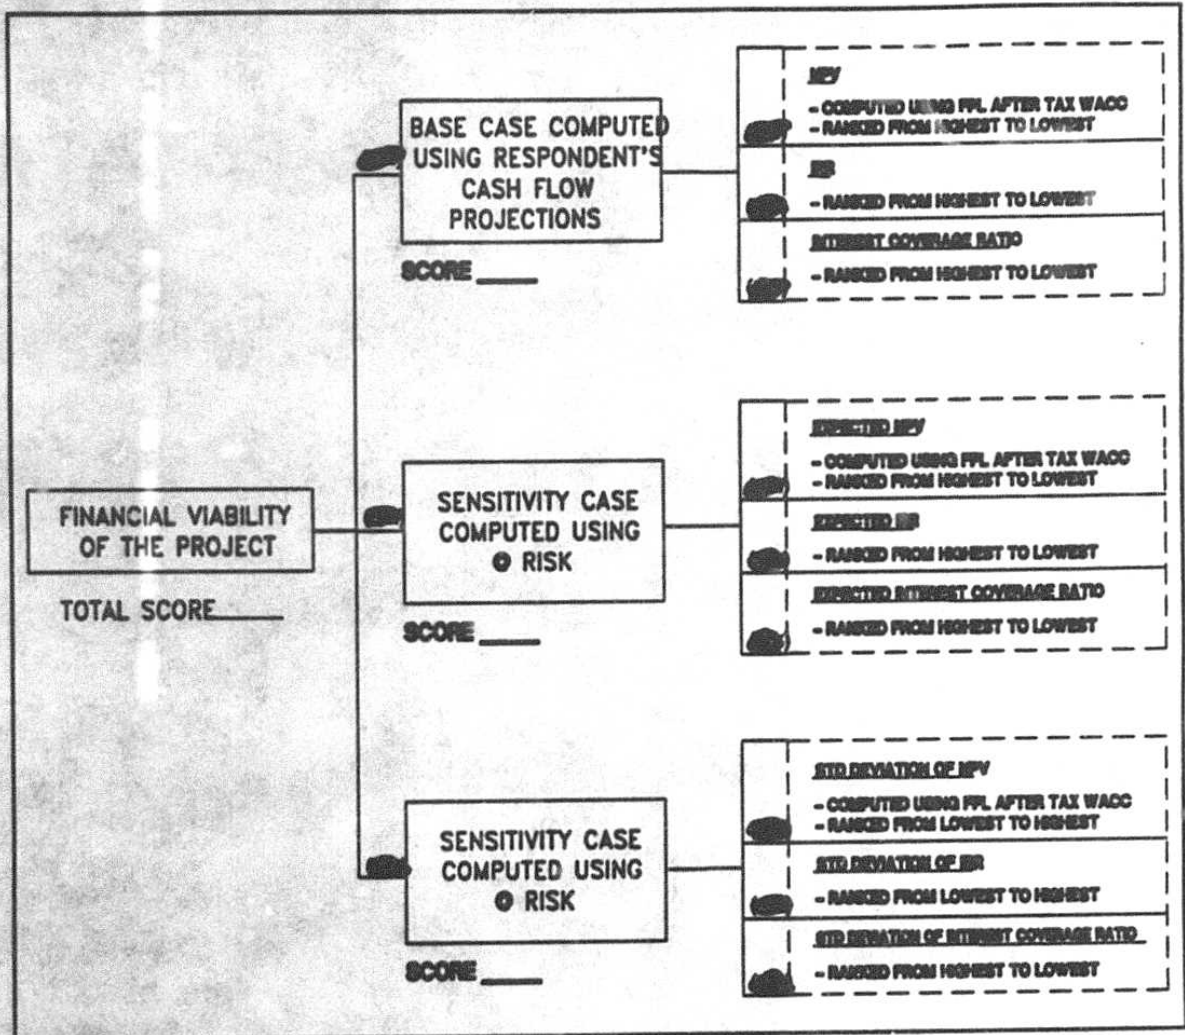 FINANCIAL VIABILITY
OF THE PROJECT
TOTAL SCORE
BASE CASE COMPUTED
USING RESPONDENT'S
CASH FLOW
PROJECTIONS
SCORE
NPV
- COMPUTED USING FPL AFTER TAX WACC
- RANKED FROM HIGHEST TO LOWEST
IRR
- RANKED FROM HIGHEST TO LOWEST
INTEREST COVERAGE RATIO
- RANKED FROM HIGHEST TO LOWEST
SENSITIVITY CASE
COMPUTED USING
@ RISK
SCORE
EXPECTED NPV
- COMPUTED USING FPL AFTER TAX WACC
- RANKED FROM HIGHEST TO LOWEST
EXPECTED IRR
- RANKED FROM HIGHEST TO LOWEST
EXPECTED INTEREST COVERAGE RATIO
- RANKED FROM HIGHEST TO LOWEST
SENSITIVITY CASE
COMPUTED USING
@ RISK
SCORE
STD DEVIATION OF NPV
- COMPUTED USING FPL AFTER TAX WACC
- RANKED FROM LOWEST TO HIGHEST
STD DEVIATION OF IRR
- RANKED FROM LOWEST TO HIGHEST
STD DEVIATION OF INTEREST COVERAGE RATIO
- RANKED FROM HIGHEST TO LOWEST